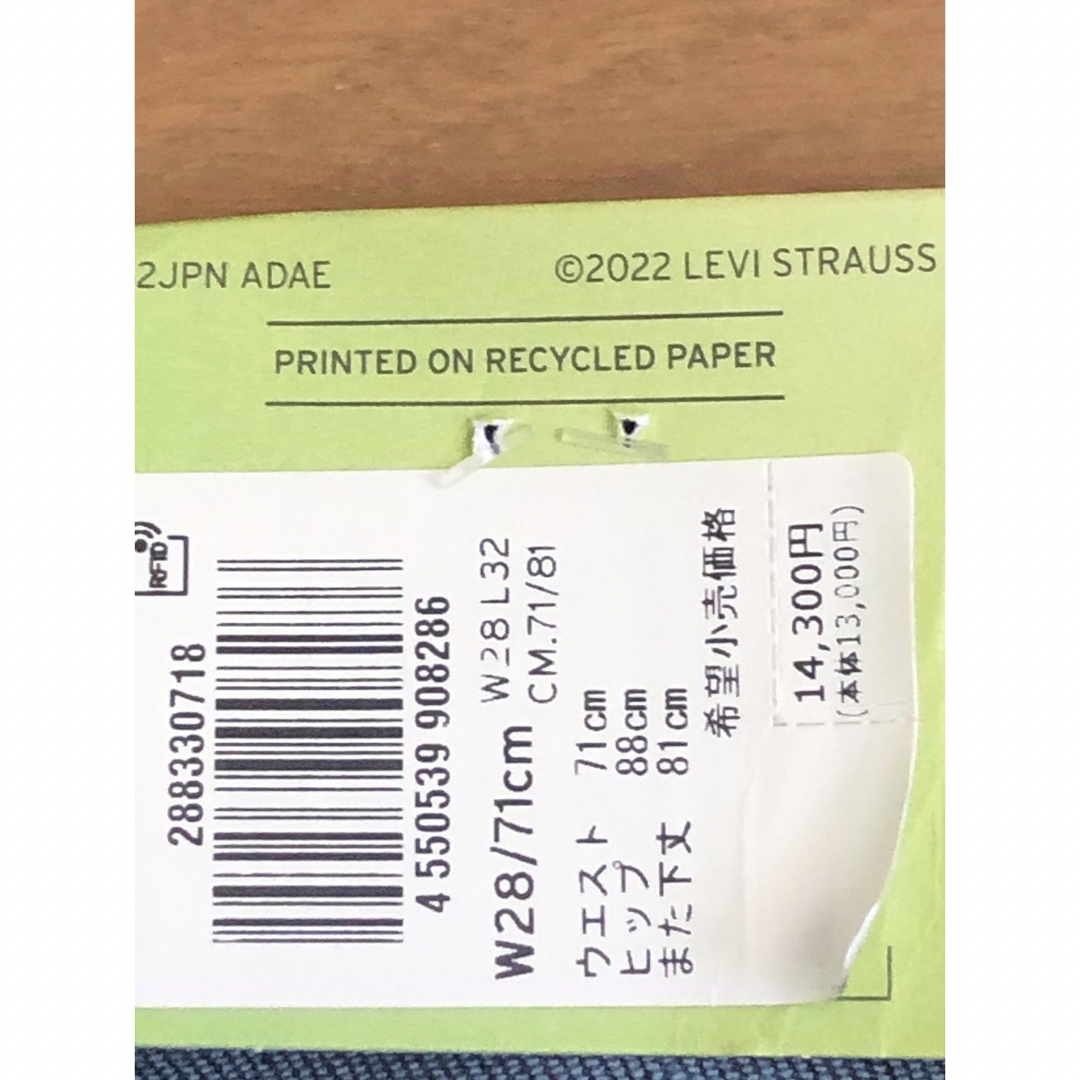 2JPN ADAE
©2022 LEVI STRAUSS
PRINTED ON RECYCLED PAPER
RFID
288330718
4 550539 908286
W28/71cm
W28 L32
CM.71/81
ウエスト 71cm
ヒップ 88cm
また下丈 81cm
希望小売価格
14,300円
(本体13,000円)